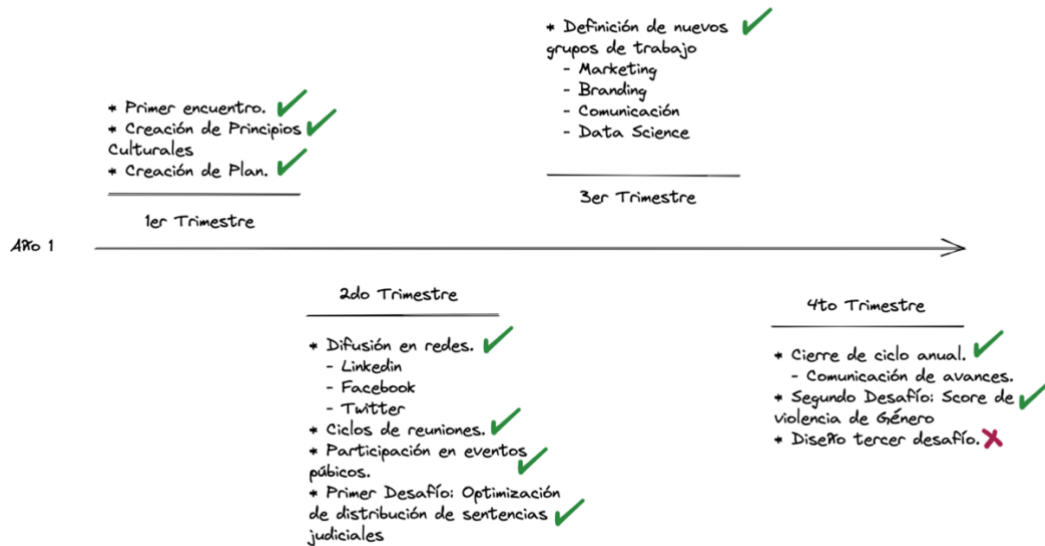 * Primer encuentro.
* Creación de Principios
Culturales
* Creación de Plan.
1er Trimestre
* Definición de nuevos
grupos de trabajo
- Marketing
- Branding
- Comunicación
- Data Science
3er Trimestre
Año 1
2do Trimestre
* Difusión en redes.
- Linkedin
- Facebook
- Twitter
* Ciclos de reuniones.
* Participación en eventos
púbicos.
* Primer Desafío: Optimización
de distribución de sentencias
judiciales
4to Trimestre
* Cierre de ciclo anual.
- Comunicación de avances.
* Segundo Desafío: Score de
violencia de Género
* Diseño tercer desafío.